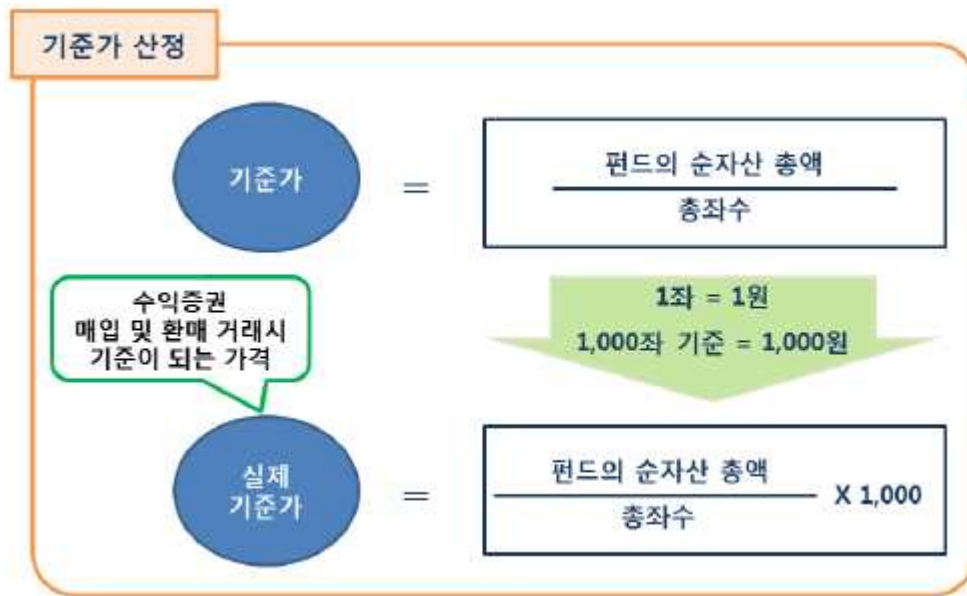 기준가 산정
기준가
=
펀드의 순자산 총액
총좌수
수익증권
매입 및 환매 거래시
기준이 되는 가격
1좌 = 1원
1,000좌 기준 = 1,000원
실제
기준가
=
펀드의 순자산 총액
총좌수
X 1,000